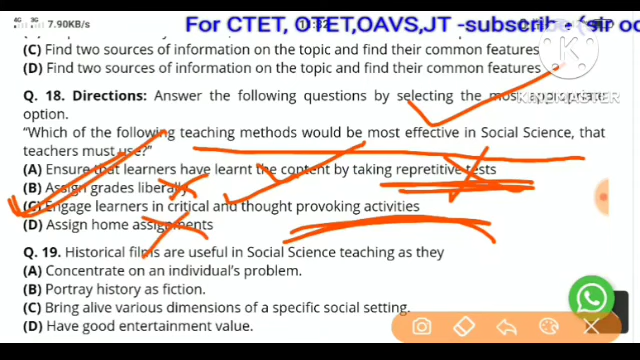 7.90KB/s
For CTET, OTET,OAVS,JT -subscribe
(C) Find two sources of information on the topic and find their common features
(D) Find two sources of information on the topic and find their common features
KINEMASTER
Q. 18. Directions: Answer the following questions by selecting the most appropriate
option.
"Which of the following teaching methods would be most effective in Social Science, that
teachers must use?"
(A) Ensure that learners have learnt the content by taking repretitive tests
(B) Assign grades liberally
(C) Engage learners in critical and thought provoking activities
(D) Assign home assignments
Q. 19. Historical films are useful in Social Science teaching as they
(A) Concentrate on an individual's problem.
(B) Portray history as fiction.
(C) Bring alive various dimensions of a specific social setting.
(D) Have good entertainment value.